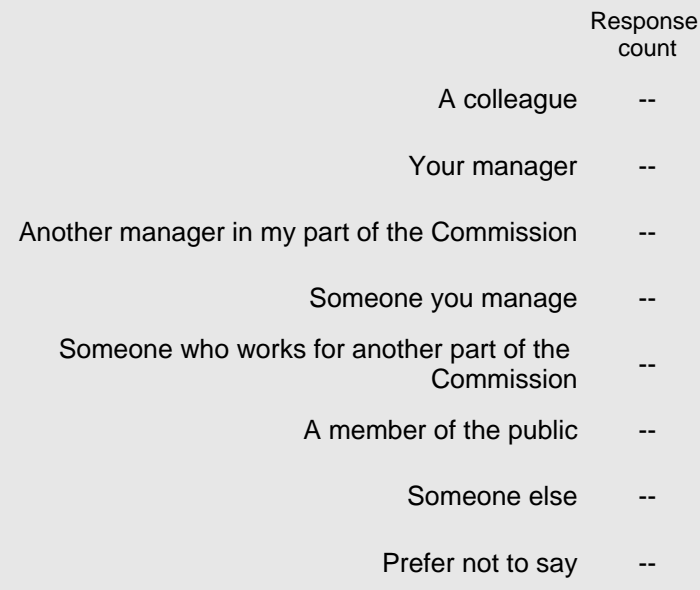 Response
count
A colleague --
Your manager --
Another manager in my part of the Commission --
Someone you manage --
Someone who works for another part of the
Commission --
A member of the public --
Someone else --
Prefer not to say --